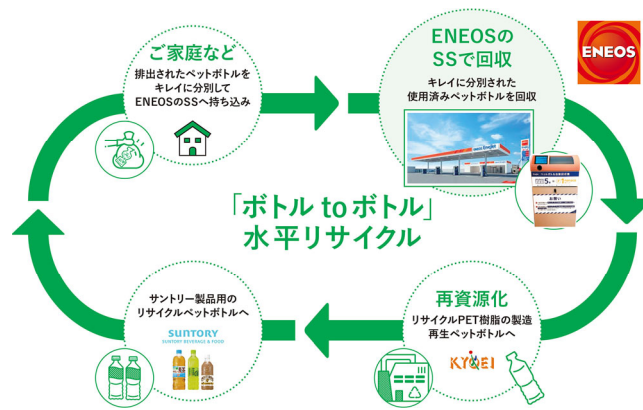 ご家庭など
排出されたペットボトルを
キレイに分別して
ENEOSのSSへ持ち込み
ENEOSの
SSで回収
キレイに分別された
使用済みペットボトルを回収
ENEOS
「ボトル to ボトル」
水平リサイクル
サントリー製品用の
リサイクルペットボトルへ
SUNTORY
SUNTORY BEVERAGE & FOOD
再資源化
リサイクルPET樹脂の製造
再生ペットボトルへ
KYOEI